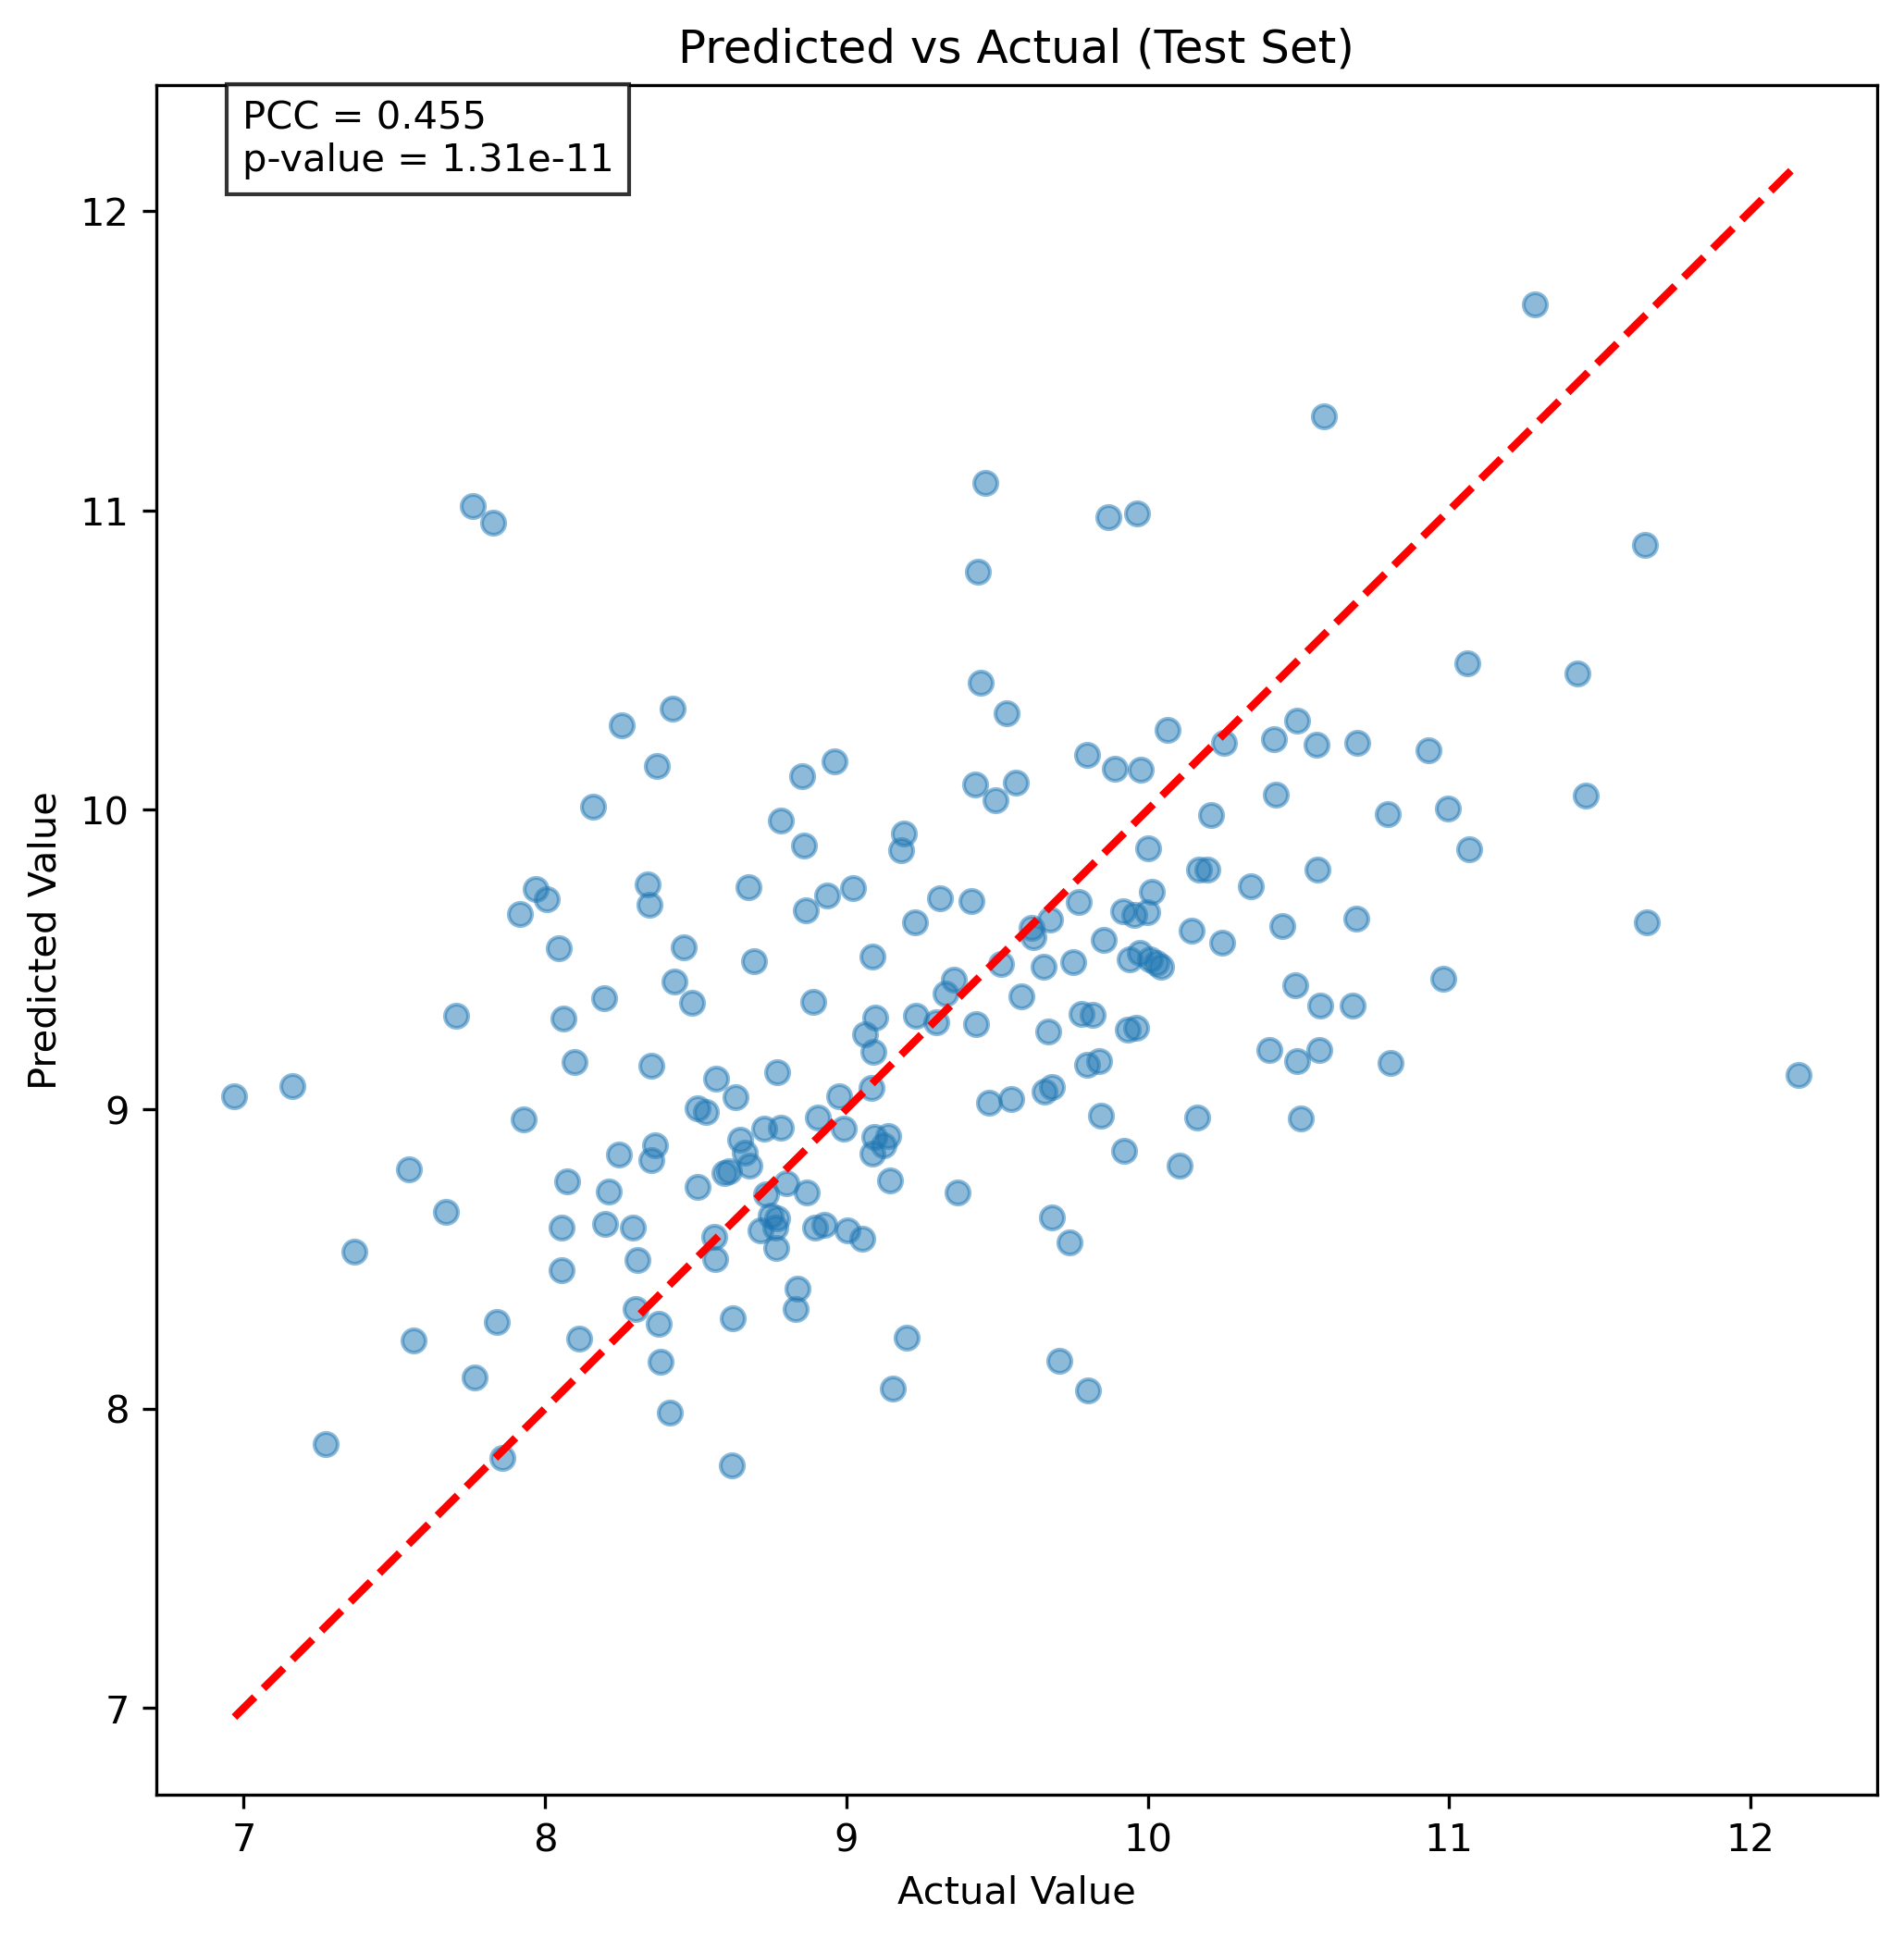 Predicted vs Actual (Test Set)
PCC = 0.455
p-value = 1.31e-11
12
11
10
9
8
7
Predicted Value
7 8 9 10 11 12
Actual Value